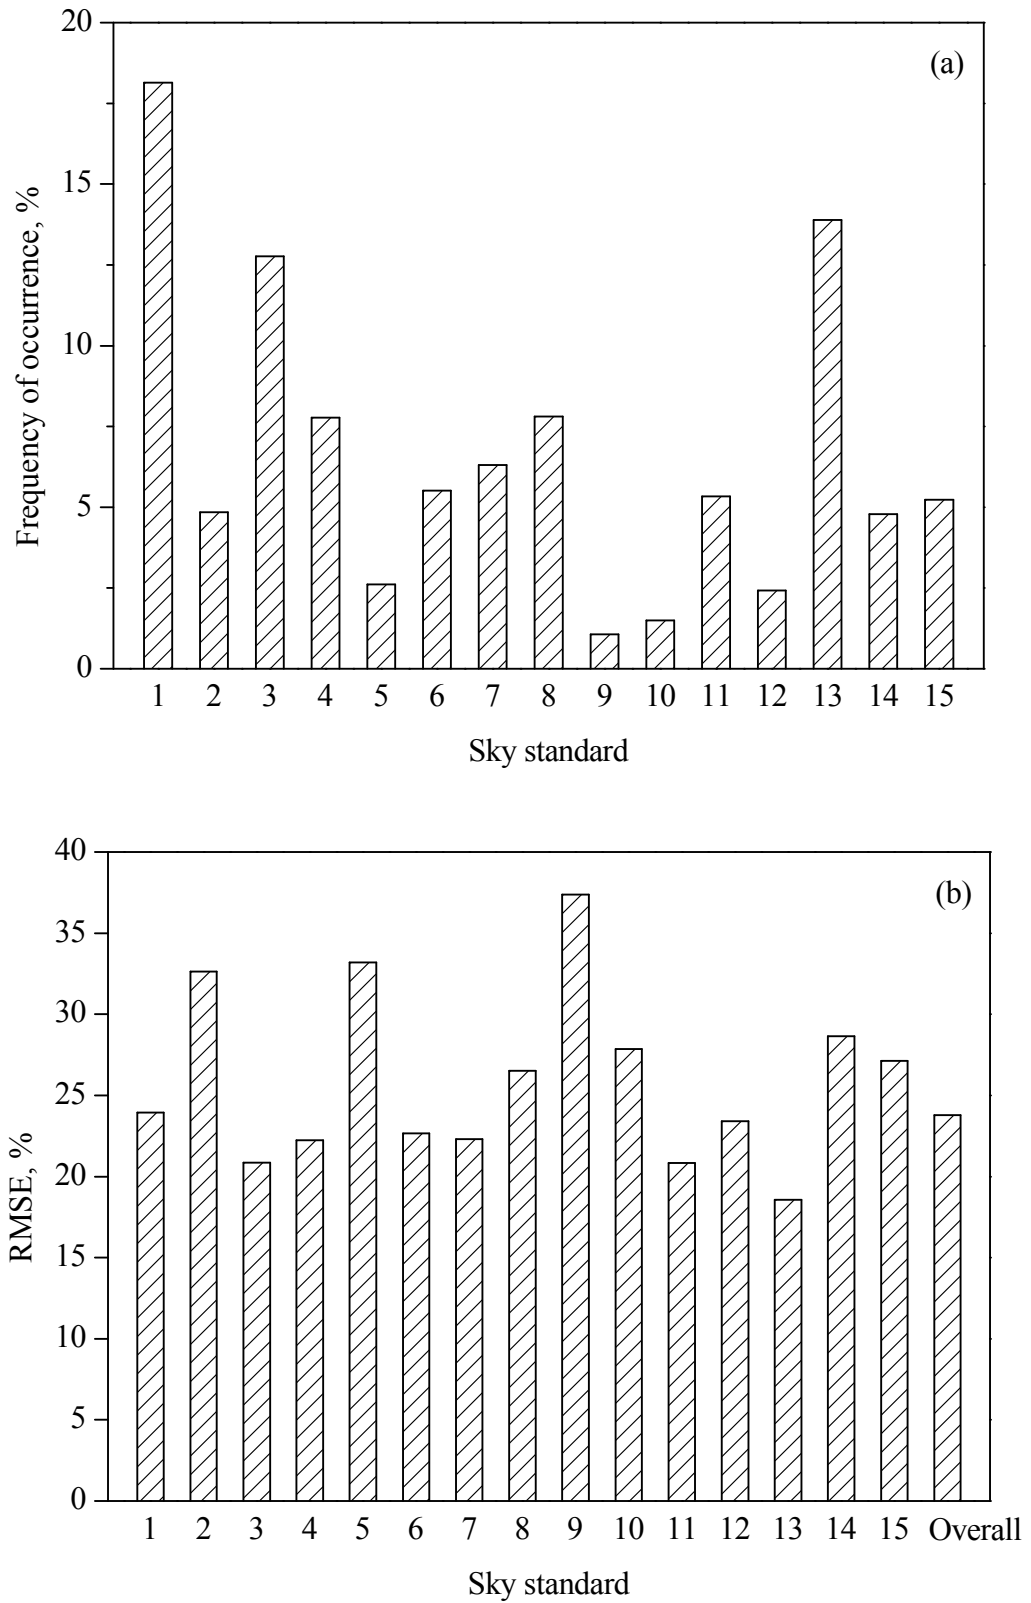 20
(a)
15
10
5
0
Frequency of occurrence, %
1 2 3 4 5 6 7 8 9 10 11 12 13 14 15
Sky standard
40
(b)
35
30
25
20
15
10
5
0
RMSE, %
1 2 3 4 5 6 7 8 9 10 11 12 13 14 15 Overall
Sky standard